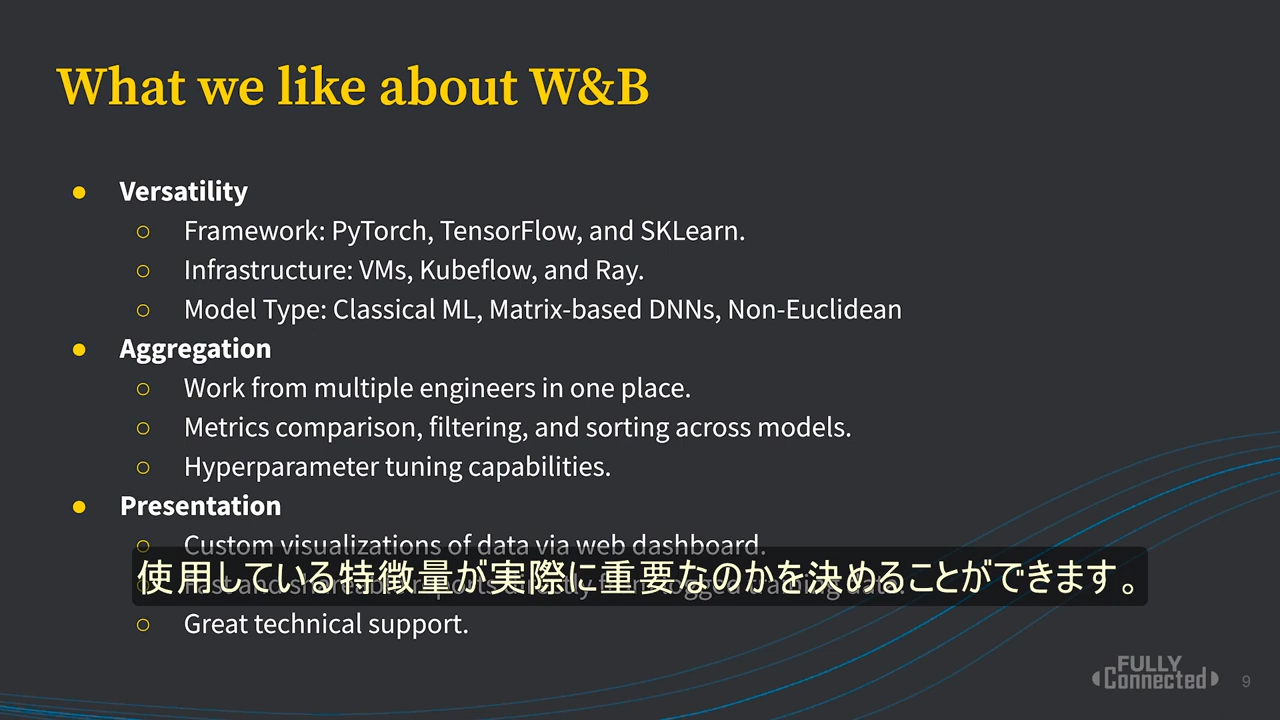 What we like about W&B
● Versatility
○ Framework: PyTorch, TensorFlow, and SKLearn.
○ Infrastructure: VMs, Kubeflow, and Ray.
○ Model Type: Classical ML, Matrix-based DNNs, Non-Euclidean
● Aggregation
○ Work from multiple engineers in one place.
○ Metrics comparison, filtering, and sorting across models.
○ Hyperparameter tuning capabilities.
● Presentation
○ Custom visualizations of data via web dashboard.
使用している特徴量が実際に重要なのかを決めることができます。
○ Great technical support.
FULLY
Connected
9